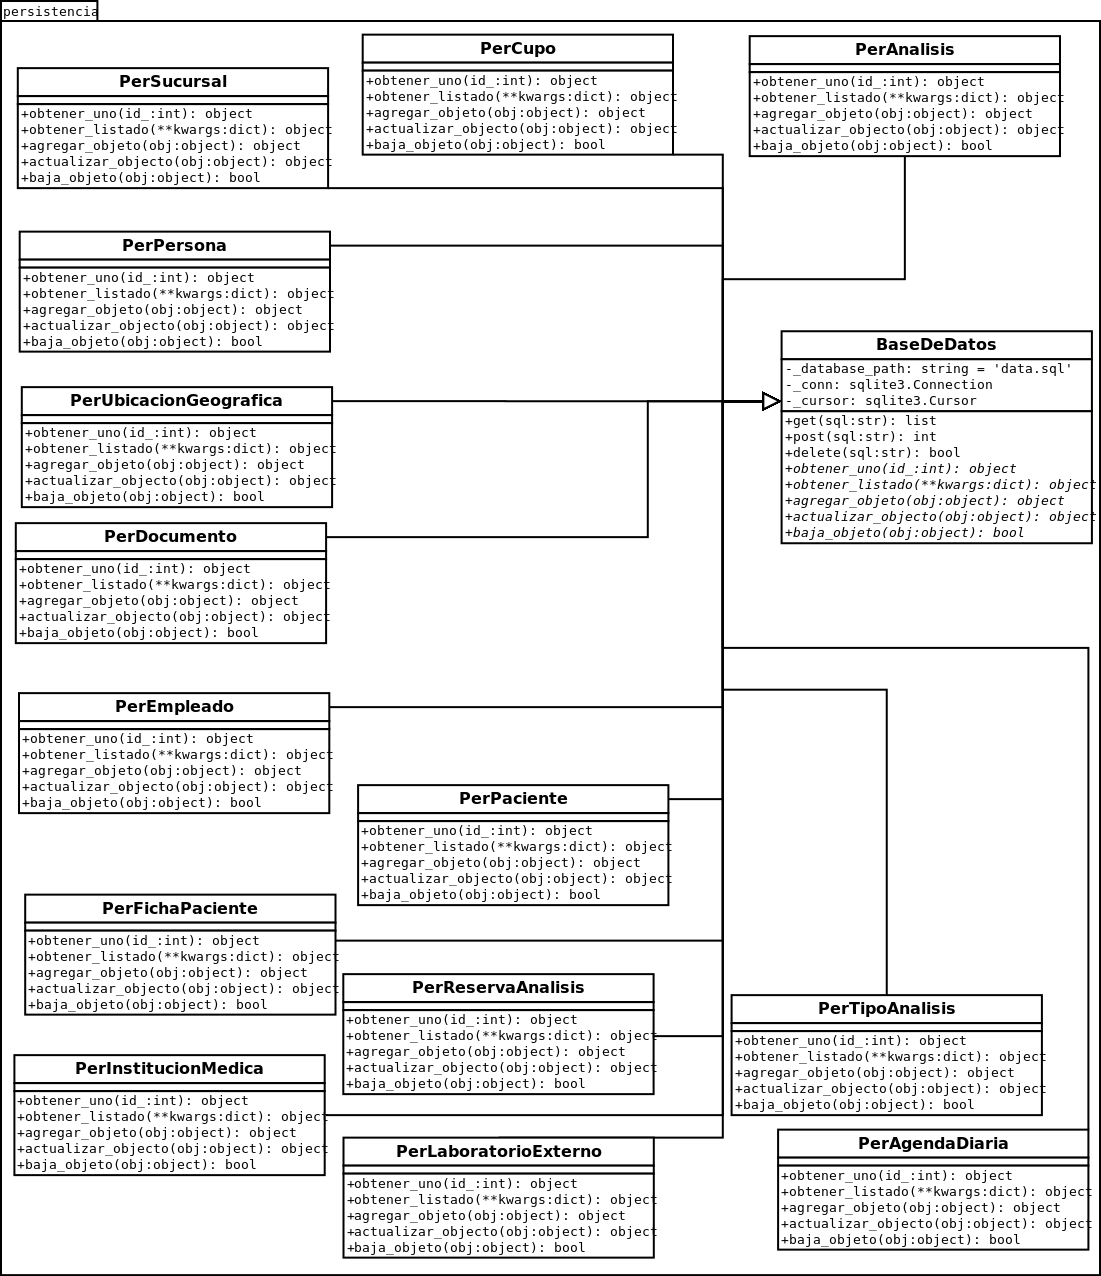 persistencia
PerCupo
+obtener_uno(id_:int): object
+obtener_listado(**kwargs:dict): object
+agregar_objeto(obj:object): object
+actualizar_objecto(obj:object): object
+baja_objeto(obj:object): bool
PerAnalisis
+obtener_uno(id_:int): object
+obtener_listado(**kwargs:dict): object
+agregar_objeto(obj:object): object
+actualizar_objecto(obj:object): object
+baja_objeto(obj:object): bool
PerSucursal
+obtener_uno(id_:int): object
+obtener_listado(**kwargs:dict): object
+agregar_objeto(obj:object): object
+actualizar_objecto(obj:object): object
+baja_objeto(obj:object): bool
PerPersona
+obtener_uno(id_:int): object
+obtener_listado(**kwargs:dict): object
+agregar_objeto(obj:object): object
+actualizar_objecto(obj:object): object
+baja_objeto(obj:object): bool
BaseDeDatos
-_database_path: string = 'data.sql'
-_conn: sqlite3.Connection
-_cursor: sqlite3.Cursor
+get(sql:str): list
+post(sql:str): int
+delete(sql:str): bool
+obtener_uno(id_:int): object
+obtener_listado(**kwargs:dict): object
+agregar_objeto(obj:object): object
+actualizar_objecto(obj:object): object
+baja_objeto(obj:object): bool
PerUbicacionGeografica
+obtener_uno(id_:int): object
+obtener_listado(**kwargs:dict): object
+agregar_objeto(obj:object): object
+actualizar_objecto(obj:object): object
+baja_objeto(obj:object): bool
PerDocumento
+obtener_uno(id_:int): object
+obtener_listado(**kwargs:dict): object
+agregar_objeto(obj:object): object
+actualizar_objecto(obj:object): object
+baja_objeto(obj:object): bool
PerEmpleado
+obtener_uno(id_:int): object
+obtener_listado(**kwargs:dict): object
+agregar_objeto(obj:object): object
+actualizar_objecto(obj:object): object
+baja_objeto(obj:object): bool
PerPaciente
+obtener_uno(id_:int): object
+obtener_listado(**kwargs:dict): object
+agregar_objeto(obj:object): object
+actualizar_objecto(obj:object): object
+baja_objeto(obj:object): bool
PerFichaPaciente
+obtener_uno(id_:int): object
+obtener_listado(**kwargs:dict): object
+agregar_objeto(obj:object): object
+actualizar_objecto(obj:object): object
+baja_objeto(obj:object): bool
PerReservaAnalisis
+obtener_uno(id_:int): object
+obtener_listado(**kwargs:dict): object
+agregar_objeto(obj:object): object
+actualizar_objecto(obj:object): object
+baja_objeto(obj:object): bool
PerTipoAnalisis
+obtener_uno(id_:int): object
+obtener_listado(**kwargs:dict): object
+agregar_objeto(obj:object): object
+actualizar_objecto(obj:object): object
+baja_objeto(obj:object): bool
PerInstitucionMedica
+obtener_uno(id_:int): object
+obtener_listado(**kwargs:dict): object
+agregar_objeto(obj:object): object
+actualizar_objecto(obj:object): object
+baja_objeto(obj:object): bool
PerLaboratorioExterno
+obtener_uno(id_:int): object
+obtener_listado(**kwargs:dict): object
+agregar_objeto(obj:object): object
+actualizar_objecto(obj:object): object
+baja_objeto(obj:object): bool
PerAgendaDiaria
+obtener_uno(id_:int): object
+obtener_listado(**kwargs:dict): object
+agregar_objeto(obj:object): object
+actualizar_objecto(obj:object): object
+baja_objeto(obj:object): bool